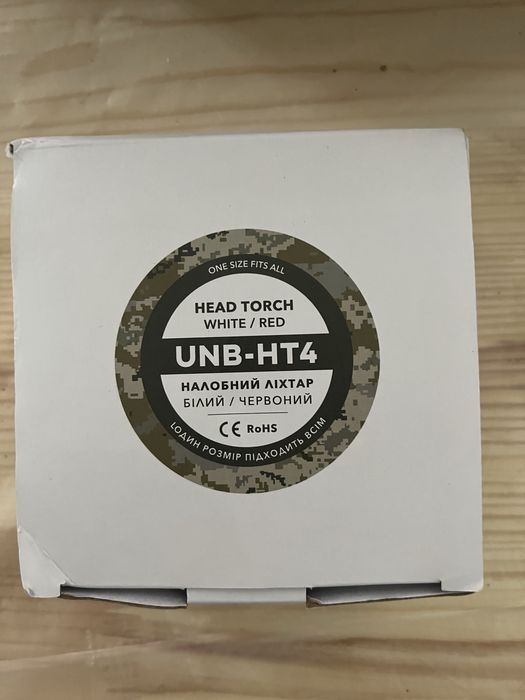 ONE SIZE FITS ALL
HEAD TORCH
WHITE / RED
UNB-HT4
НАЛОБНИЙ ЛІХТАР
БІЛИЙ / ЧЕРВОНИЙ
CE RoHS
LОДИН РОЗМІР ПІДХОДИТЬ ВСІМ